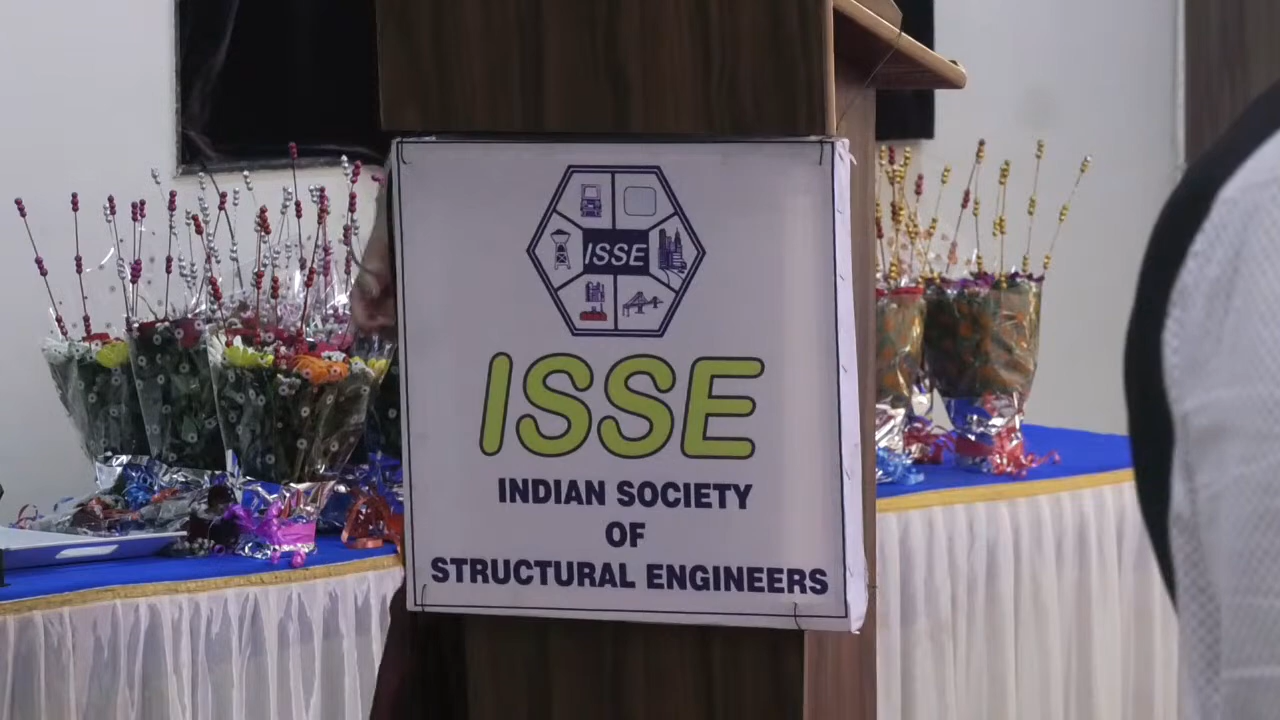 ISSE
ISSE
INDIAN SOCIETY
OF
STRUCTURAL ENGINEERS